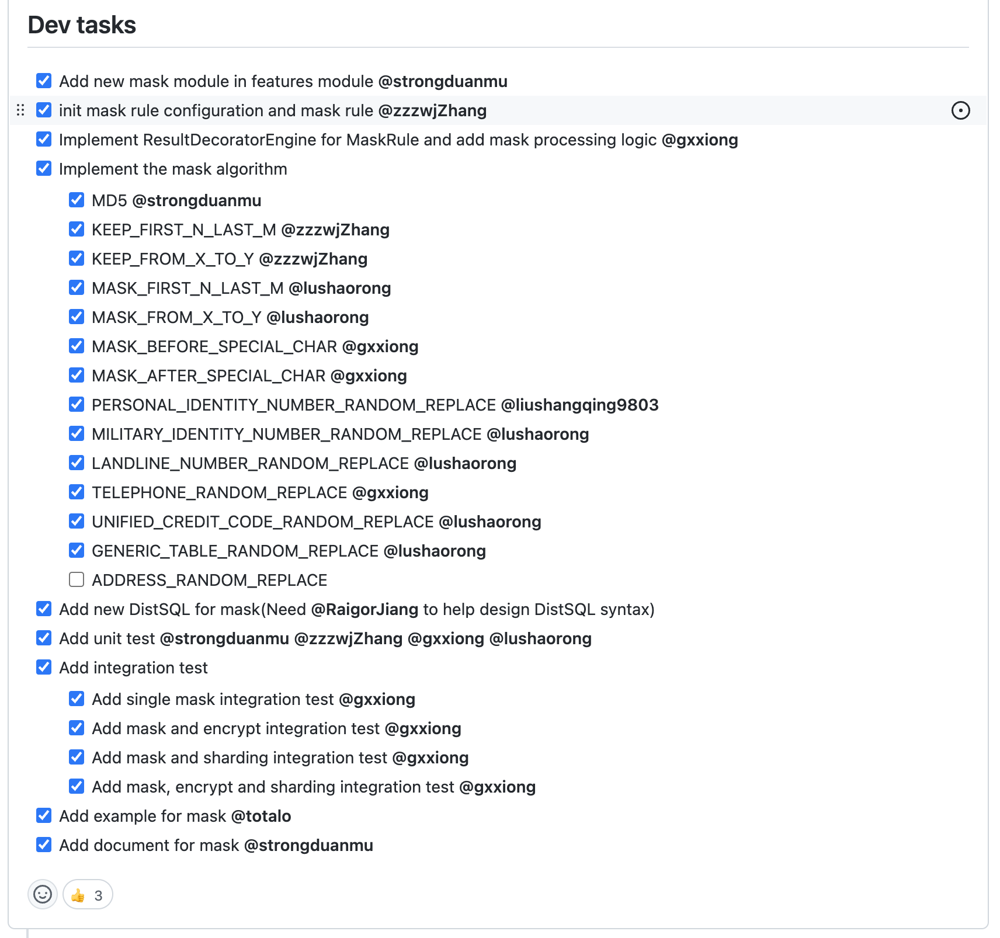 Dev tasks
Add new mask module in features module @strongduanmu
init mask rule configuration and mask rule @zzzwjZhang
Implement ResultDecoratorEngine for MaskRule and add mask processing logic @gxxiong
Implement the mask algorithm
MD5 @strongduanmu
KEEP_FIRST_N_LAST_M @zzzwjZhang
KEEP_FROM_X_TO_Y @zzzwjZhang
MASK_FIRST_N_LAST_M @lushaorong
MASK_FROM_X_TO_Y @lushaorong
MASK_BEFORE_SPECIAL_CHAR @gxxiong
MASK_AFTER_SPECIAL_CHAR @gxxiong
PERSONAL_IDENTITY_NUMBER_RANDOM_REPLACE @liushangqing9803
MILITARY_IDENTITY_NUMBER_RANDOM_REPLACE @lushaorong
LANDLINE_NUMBER_RANDOM_REPLACE @lushaorong
TELEPHONE_RANDOM_REPLACE @gxxiong
UNIFIED_CREDIT_CODE_RANDOM_REPLACE @lushaorong
GENERIC_TABLE_RANDOM_REPLACE @lushaorong
ADDRESS_RANDOM_REPLACE
Add new DistSQL for mask(Need @RaigorJiang to help design DistSQL syntax)
Add unit test @strongduanmu @zzzwjZhang @gxxiong @lushaorong
Add integration test
Add single mask integration test @gxxiong
Add mask and encrypt integration test @gxxiong
Add mask and sharding integration test @gxxiong
Add mask, encrypt and sharding integration test @gxxiong
Add example for mask @totalo
Add document for mask @strongduanmu
👍 3